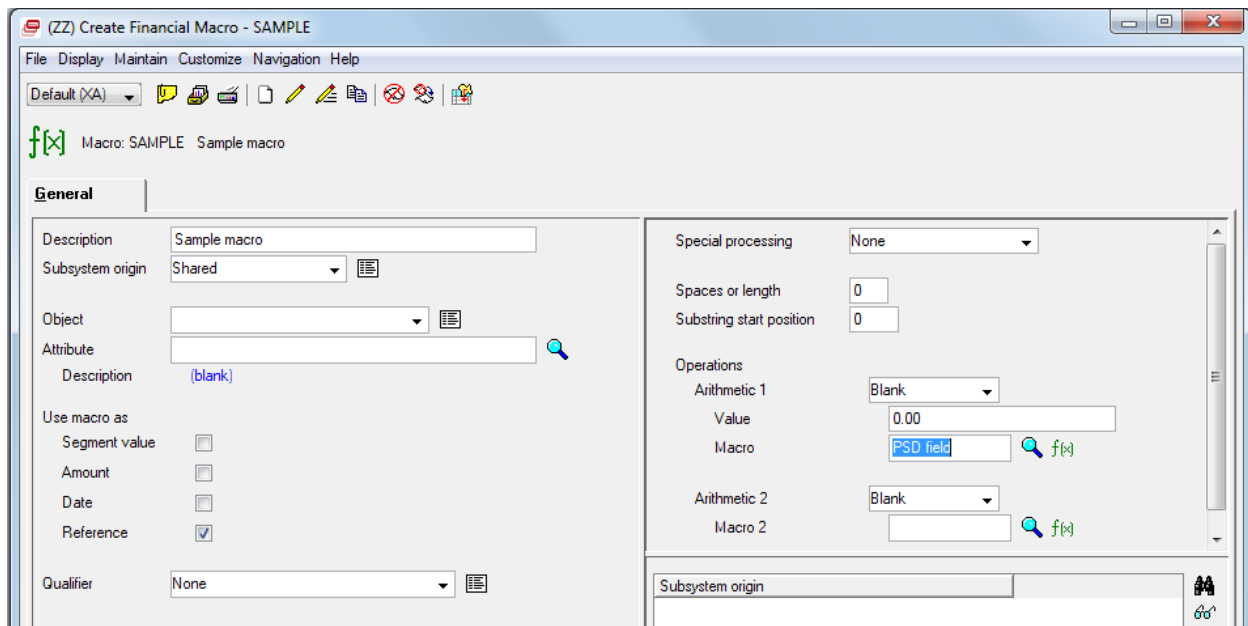 (ZZ) Create Financial Macro - SAMPLE
File Display Maintain Customize Navigation Help
Default (XA)
f(x) Macro: SAMPLE Sample macro
General
Description Sample macro
Subsystem origin Shared
Object
Attribute
Description (blank)
Use macro as
Segment value
Amount
Date
Reference
Qualifier None
Special processing None
Spaces or length 0
Substring start position 0
Operations
Arithmetic 1 Blank
Value 0.00
Macro PSD field f(x)
Arithmetic 2 Blank
Macro 2 f(x)
Subsystem origin